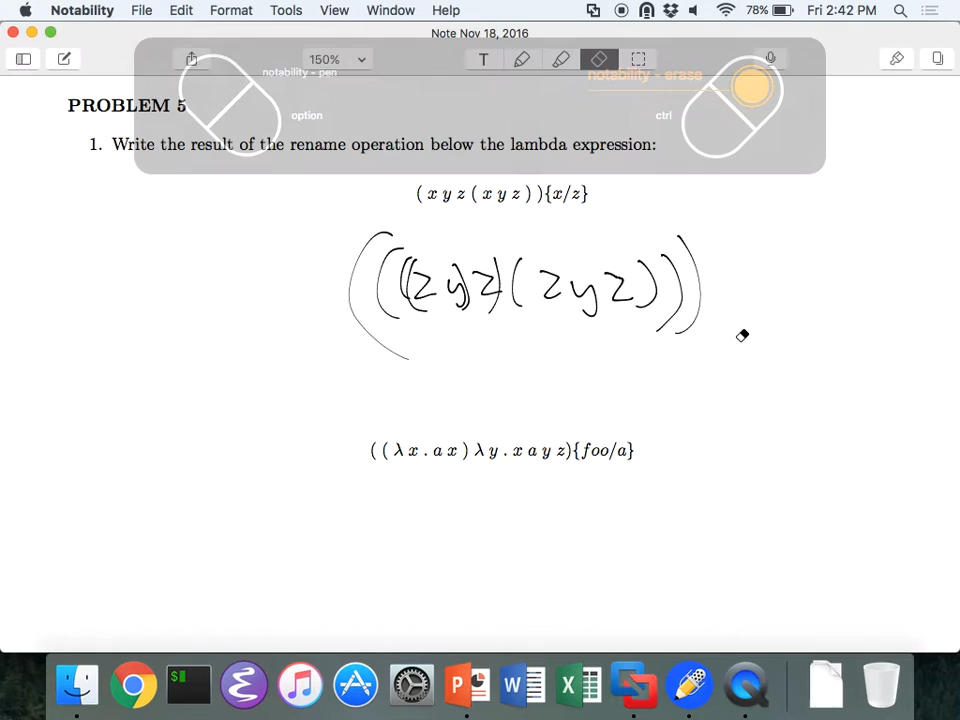 Notability File Edit Format Tools View Window Help 78% Fri 2:42 PM
Note Nov 18, 2016
150% T
notability - pen notability - erase
option ctrl
PROBLEM 5
1. Write the result of the rename operation below the lambda expression:
( x y z ( x y z ) ){x/z}
((((z y) z) (z y z)))
( ( λ x . a x ) λ y . x a y z){foo/a}
$
P W X